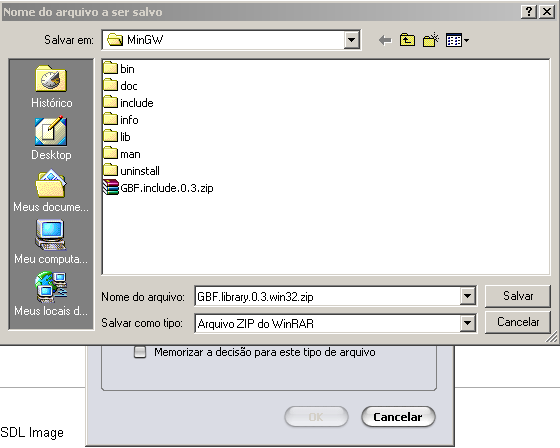 Nome do arquivo a ser salvo
Salvar em: MinGW
Histórico
Desktop
Meus docume...
Meu computa...
Meus locais d...
bin
doc
include
info
lib
man
uninstall
GBF.include.0.3.zip
Nome do arquivo: GBF.library.0.3.win32.zip Salvar
Salvar como tipo: Arquivo ZIP do WinRAR Cancelar
Memorizar a decisão para este tipo de arquivo
OK Cancelar
SDL Image